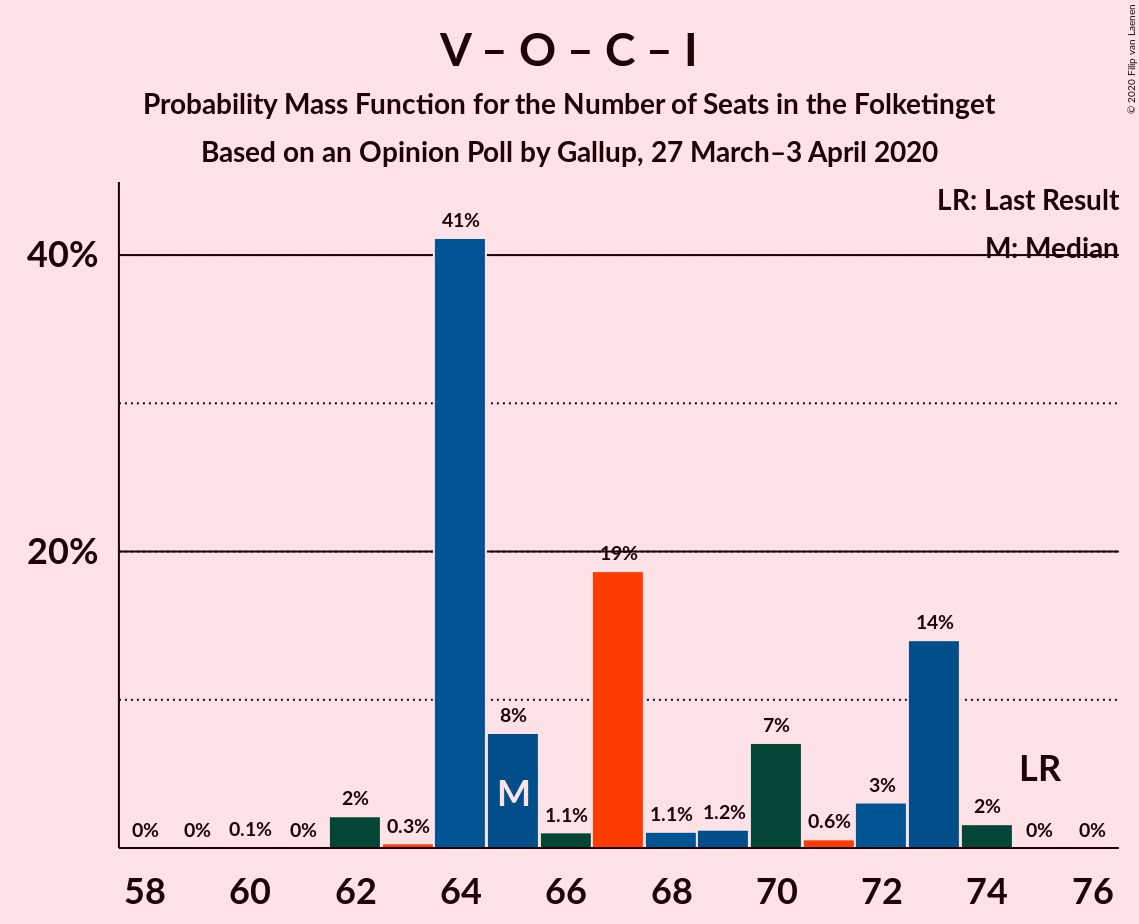 V – O – C – I
Probability Mass Function for the Number of Seats in the Folketinget
Based on an Opinion Poll by Gallup, 27 March–3 April 2020
© 2020 Filip van Laenen
LR: Last Result
M: Median
40%
20%
0%
0%
0.1%
0%
2%
0.3%
41%
8%
1.1%
19%
1.1%
1.2%
7%
0.6%
3%
14%
2%
0%
0%
M
LR
58 60 62 64 66 68 70 72 74 76